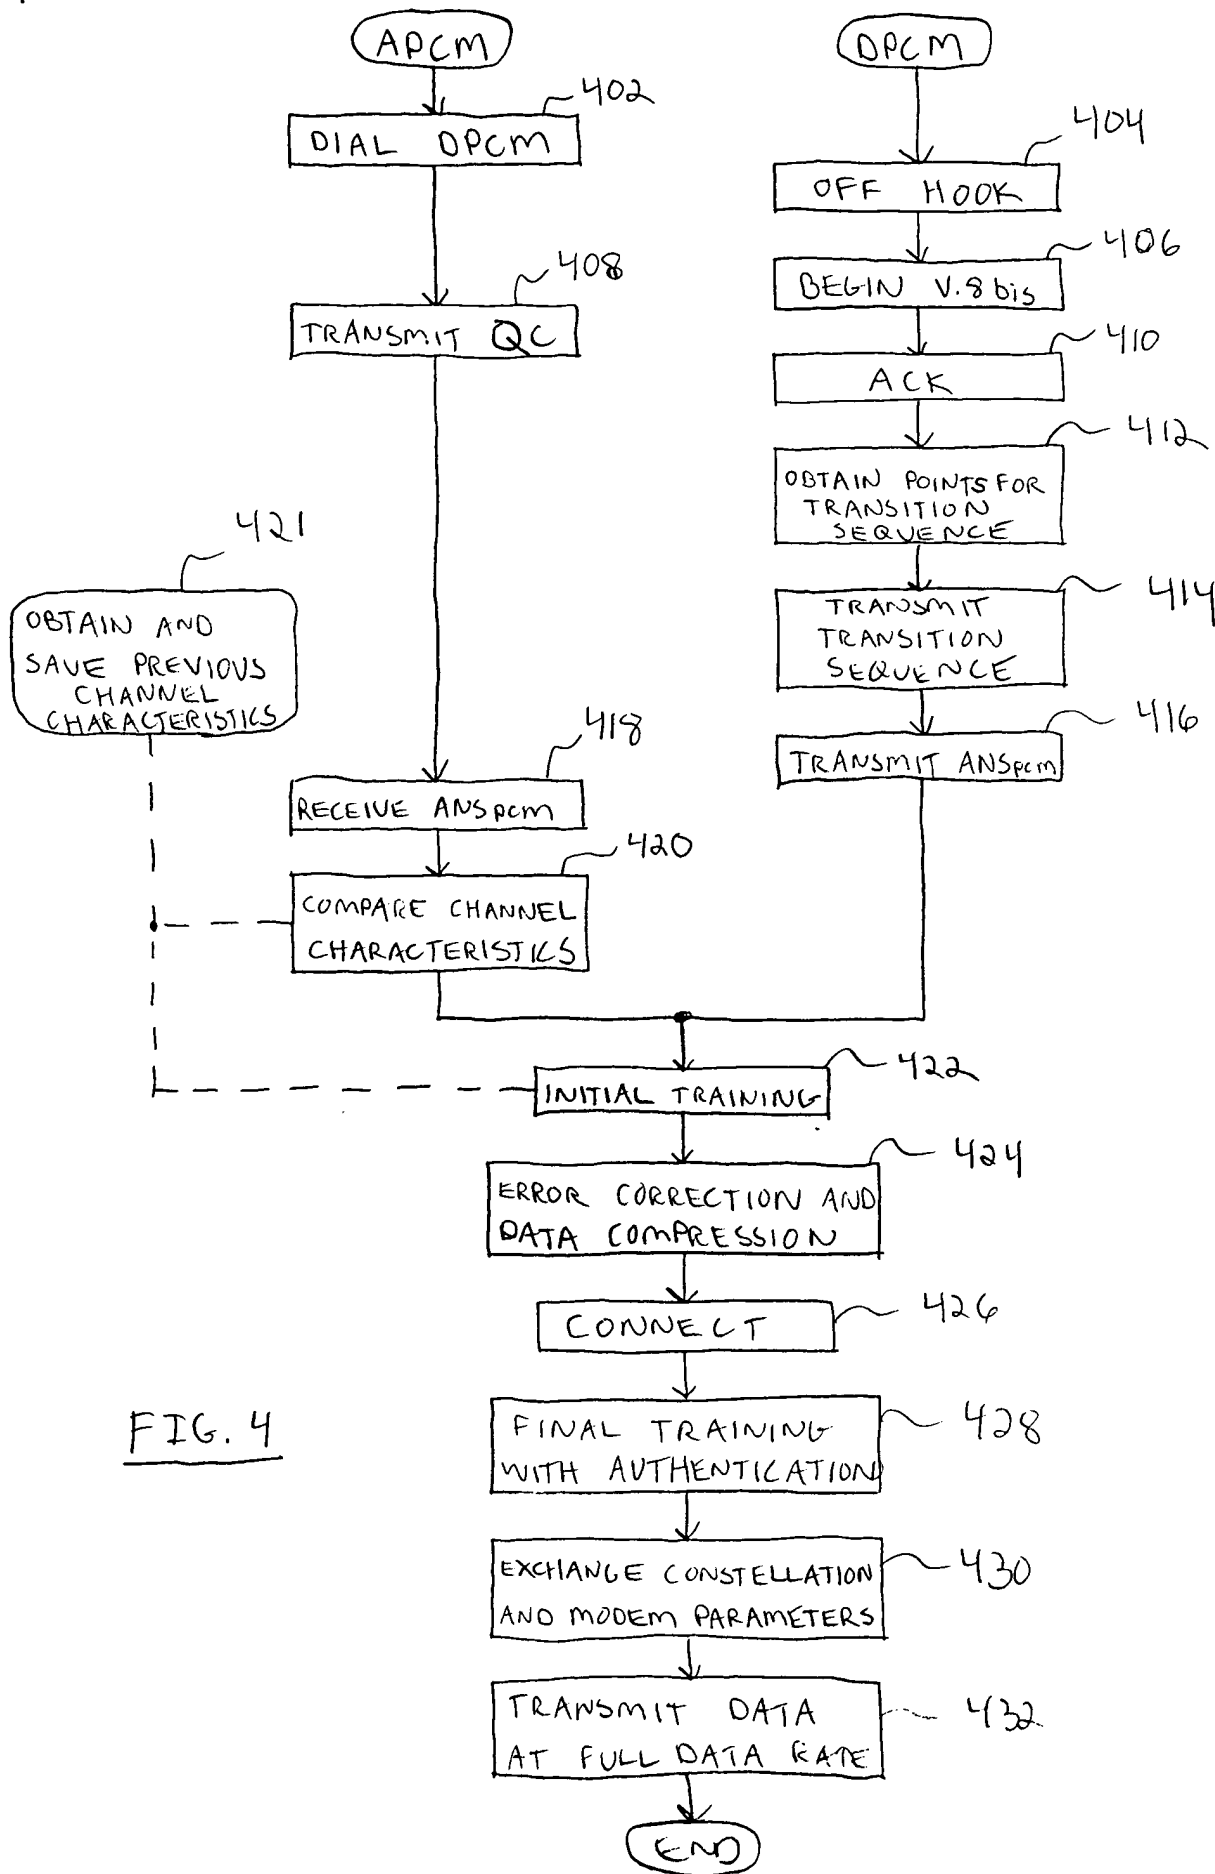 APCM
DPCM
402
DIAL DPCM
404
OFF HOOK
406
BEGIN V.8bis
408
TRANSMIT QC
410
ACK
412
OBTAIN POINTS FOR
TRANSITION
SEQUENCE
414
TRANSMIT
TRANSITION
SEQUENCE
416
TRANSMIT ANSpcm
421
OBTAIN AND
SAVE PREVIOUS
CHANNEL
CHARACTERISTICS
418
RECEIVE ANSpcm
420
COMPARE CHANNEL
CHARACTERISTICS
422
INITIAL TRAINING
424
ERROR CORRECTION AND
DATA COMPRESSION
426
CONNECT
428
FINAL TRAINING
WITH AUTHENTICATION
430
EXCHANGE CONSTELLATION
AND MODEM PARAMETERS
432
TRANSMIT DATA
AT FULL DATA RATE
END
FIG. 4